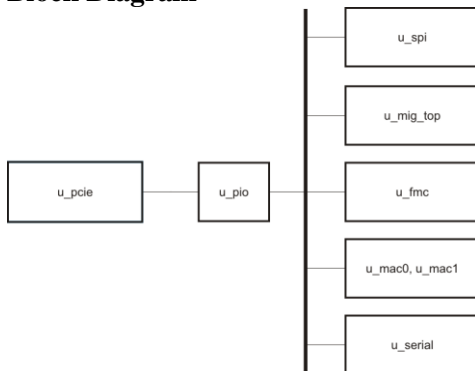 Block Diagram
u_spi
u_mig_top
u_pcie
u_pio
u_fmc
u_mac0, u_mac1
u_serial